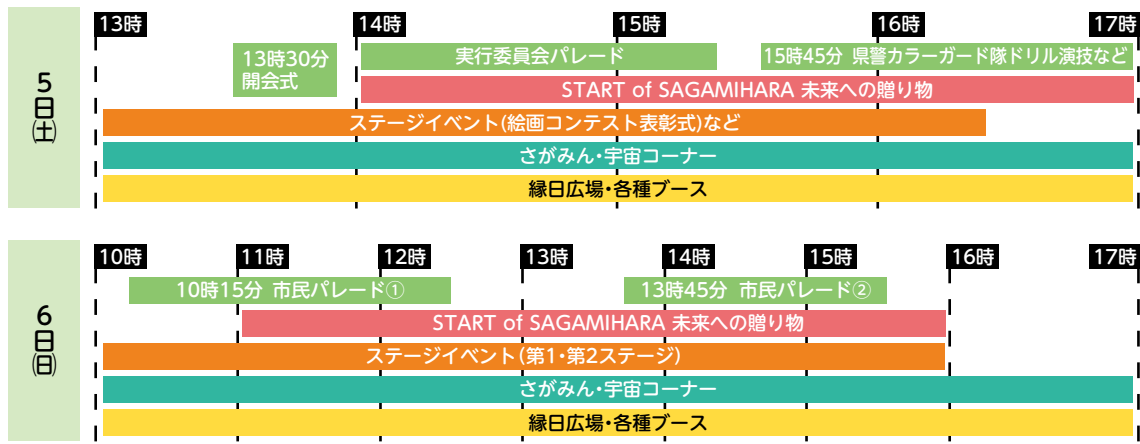 13時 14時 15時 16時 17時
5日(土)
13時30分
開会式
実行委員会パレード
15時45分 県警カラーガード隊ドリル演技など
START of SAGAMIHARA 未来への贈り物
ステージイベント(絵画コンテスト表彰式)など
さがみん・宇宙コーナー
縁日広場・各種ブース
10時 11時 12時 13時 14時 15時 16時 17時
6日(日)
10時15分 市民パレード①
13時45分 市民パレード②
START of SAGAMIHARA 未来への贈り物
ステージイベント(第1・第2ステージ)
さがみん・宇宙コーナー
縁日広場・各種ブース